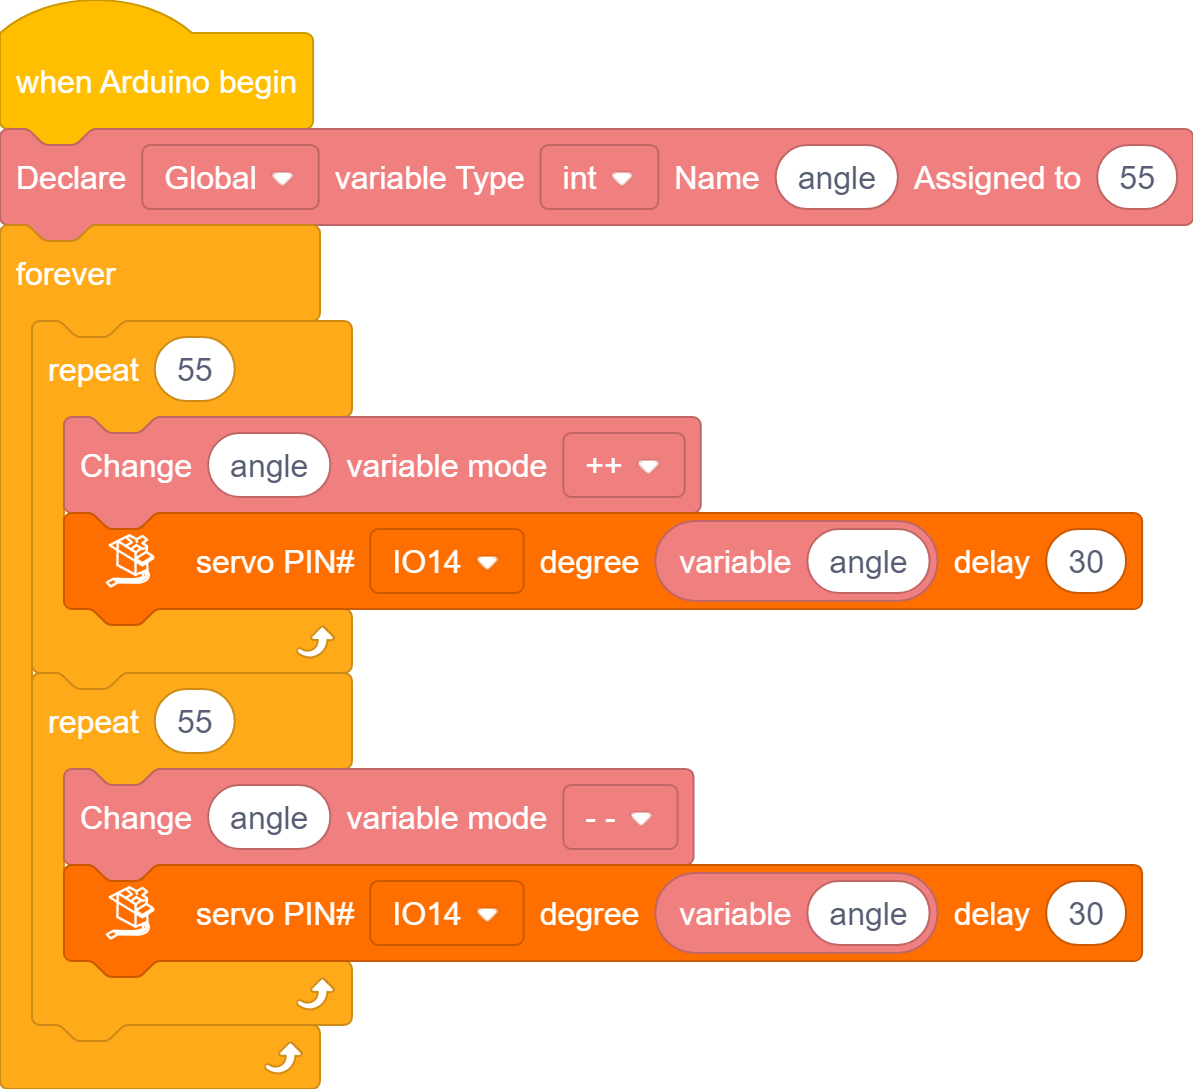 when Arduino begin
Declare Global variable Type int Name angle Assigned to 55
forever
repeat 55
Change angle variable mode ++
servo PIN# IO14 degree variable angle delay 30
repeat 55
Change angle variable mode - -
servo PIN# IO14 degree variable angle delay 30